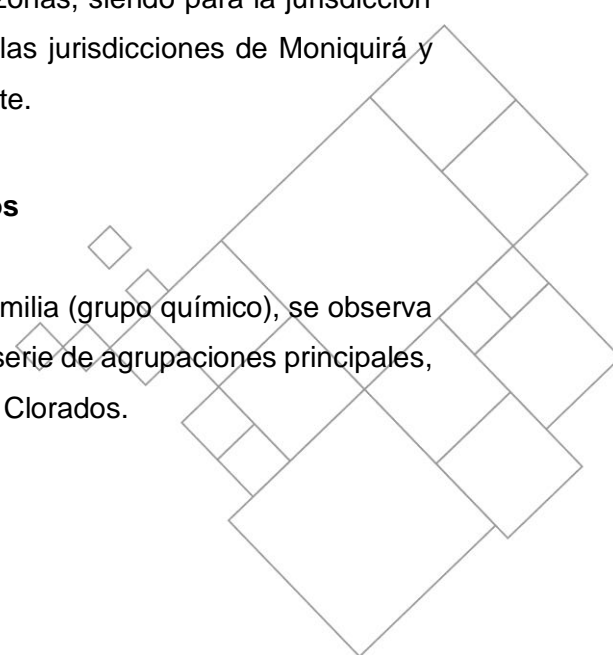 zonas, siendo para la jurisdicción
las jurisdicciones de Moniquirá y
te.
os
milia (grupo químico), se observa
serie de agrupaciones principales,
Clorados.